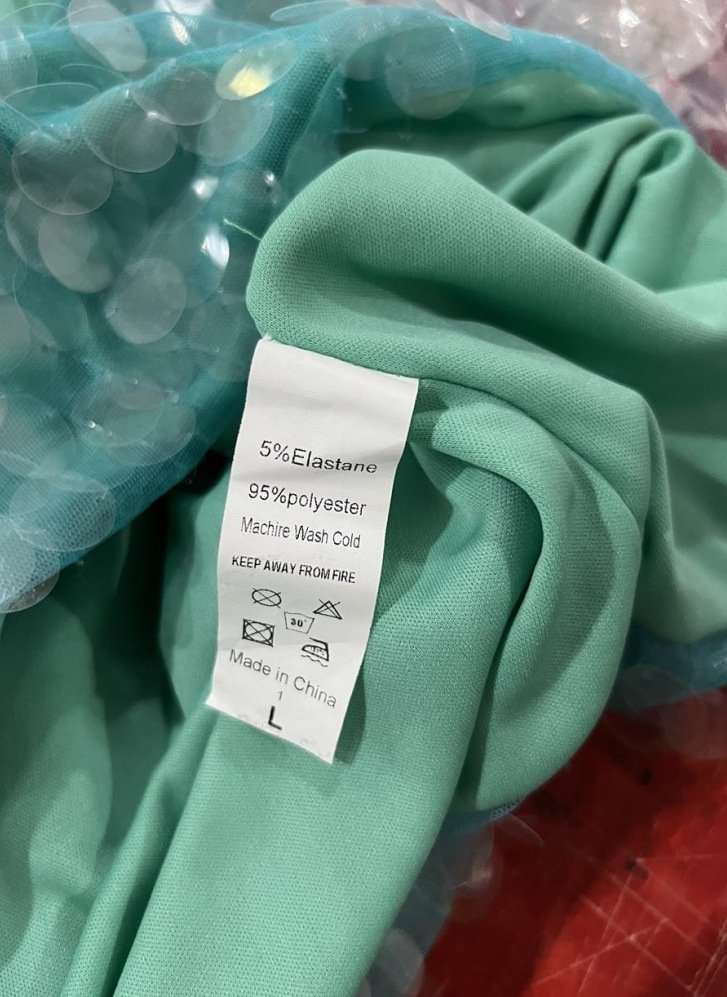 5%Elastane
95%polyester
Machire Wash Cold
KEEP AWAY FROM FIRE
30°
Made in China
1
L